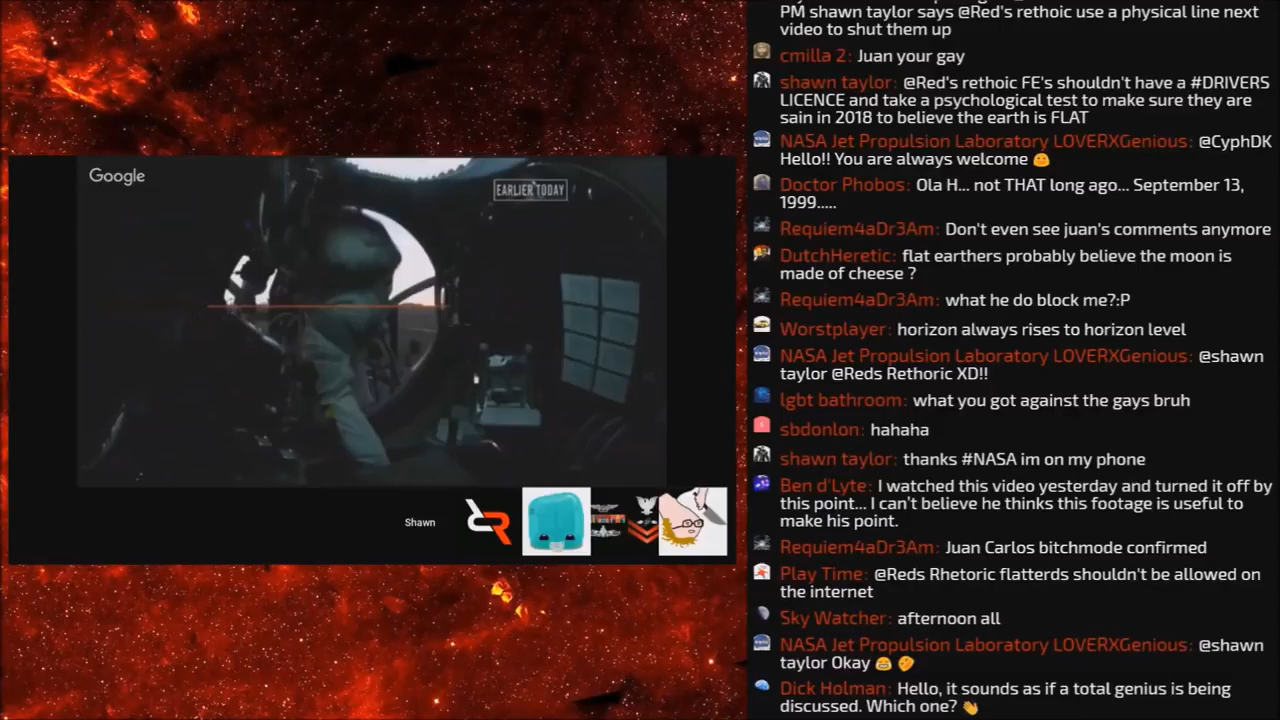 Google
EARLIER TODAY
Shawn
PM shawn taylor says @Red's rethoic use a physical line next
video to shut them up
cmilla 2: Juan your gay
shawn taylor: @Red's rethoic FE's shouldn't have a #DRIVERS
LICENCE and take a psychological test to make sure they are
sain in 2018 to believe the earth is FLAT
NASA Jet Propulsion Laboratory LOVERXGenious: @CyphDK
Hello!! You are always welcome 🤗
Doctor Phobos: Ola H... not THAT long ago... September 13,
1999.....
Requiem4aDr3Am: Don't even see juan's comments anymore
DutchHeretic: flat earthers probably believe the moon is
made of cheese ?
Requiem4aDr3Am: what he do block me?:P
Worstplayer: horizon always rises to horizon level
NASA Jet Propulsion Laboratory LOVERXGenious: @shawn
taylor @Reds Rethoric XD!!
lgbt bathroom: what you got against the gays bruh
sbdonlon: hahaha
shawn taylor: thanks #NASA im on my phone
Ben d'Lyte: I watched this video yesterday and turned it off by
this point... I can't believe he thinks this footage is useful to
make his point.
Requiem4aDr3Am: Juan Carlos bitchmode confirmed
Play Time: @Reds Rhetoric flatterds shouldn't be allowed on
the internet
Sky Watcher: afternoon all
NASA Jet Propulsion Laboratory LOVERXGenious: @shawn
taylor Okay 😂
Dick Holman: Hello, it sounds as if a total genius is being
discussed. Which one? 👏